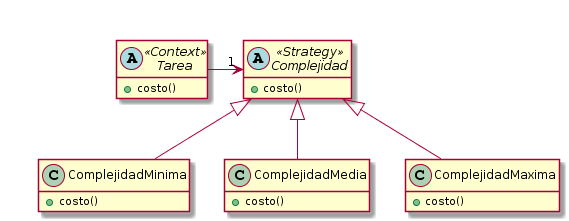 A «Context» Tarea
costo()
1
A «Strategy» Complejidad
costo()
C ComplejidadMinima
costo()
C ComplejidadMedia
costo()
C ComplejidadMaxima
costo()